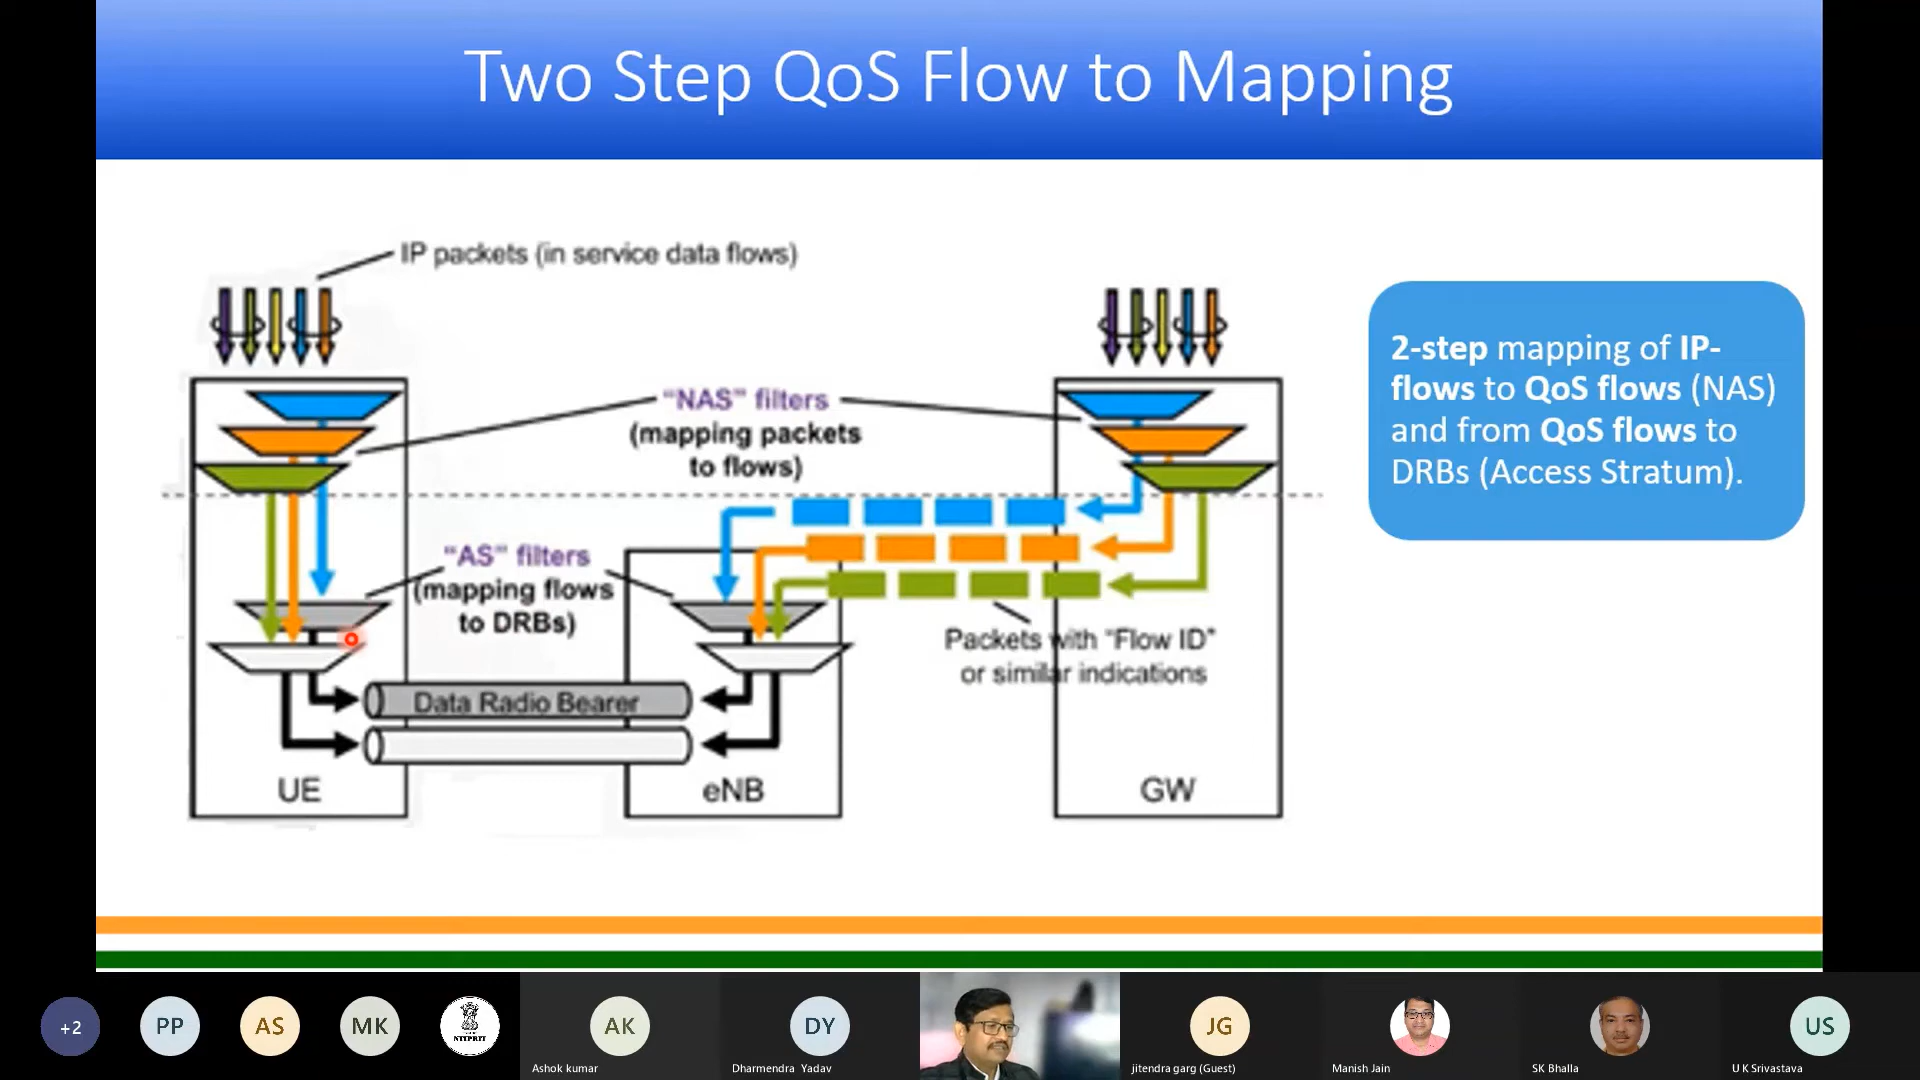 Two Step QoS Flow to Mapping
IP packets (in service data flows)
"NAS" filters
(mapping packets
to flows)
"AS" filters
(mapping flows
to DRBs)
Packets with "Flow ID"
or similar indications
Data Radio Bearer
UE
eNB
GW
2-step mapping of IP-
flows to QoS flows (NAS)
and from QoS flows to
DRBs (Access Stratum).
+2
PP
AS
MK
NTIPRIT
AK
Ashok kumar
DY
Dharmendra Yadav
JG
jitendra garg (Guest)
Manish Jain
SK Bhalla
US
U K Srivastava